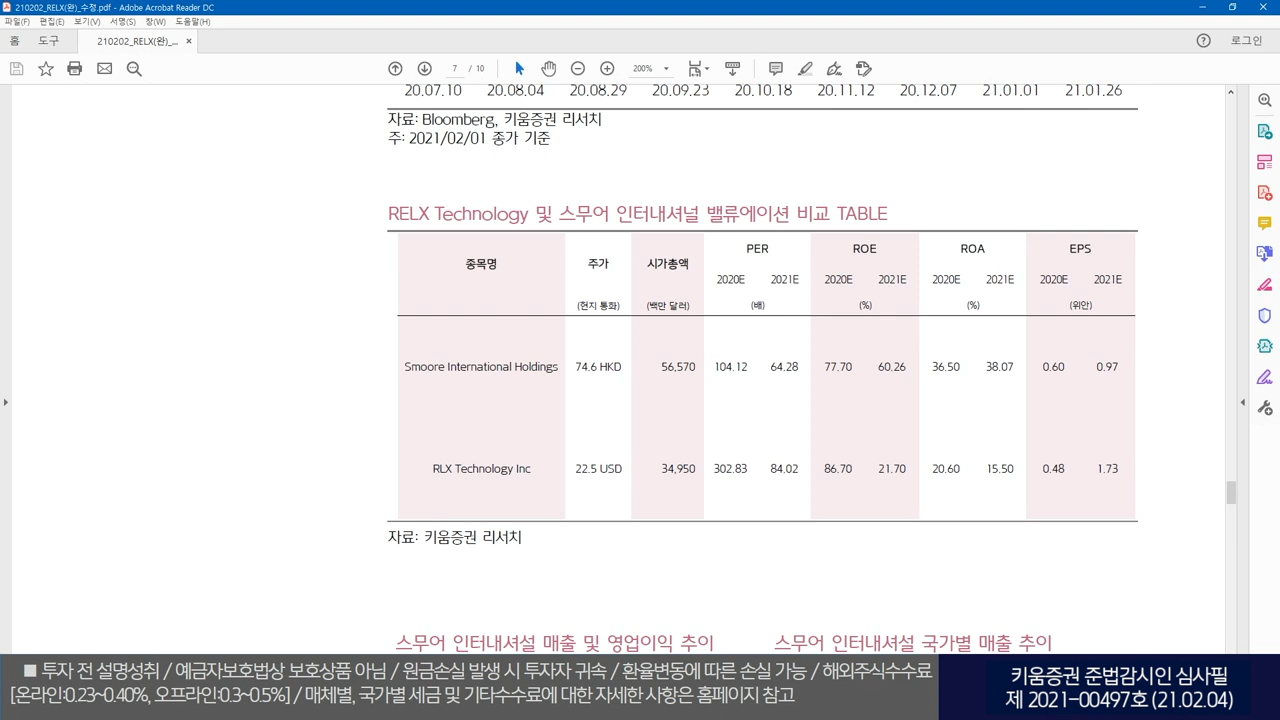 210202_RELX(완)_수정.pdf - Adobe Acrobat Reader DC
파일(F) 편집(E) 보기(V) 서명(S) 창(W) 도움말(H)
홈 도구 210202_RELX(완)_... × 로그인
7 / 10 200%
20.07.10 20.08.04 20.08.29 20.09.23 20.10.18 20.11.12 20.12.07 21.01.01 21.01.26
자료: Bloomberg, 키움증권 리서치
주: 2021/02/01 종가 기준
RELX Technology 및 스무어 인터내셔널 밸류에이션 비교 TABLE
종목명 주가 시가총액 PER ROE ROA EPS
2020E 2021E 2020E 2021E 2020E 2021E 2020E 2021E
(현지 통화) (백만 달러) (배) (%) (%) (위안)
Smoore International Holdings 74.6 HKD 56,570 104.12 64.28 77.70 60.26 36.50 38.07 0.60 0.97
RLX Technology Inc 22.5 USD 34,950 302.83 84.02 86.70 21.70 20.60 15.50 0.48 1.73
자료: 키움증권 리서치
스무어 인터내셔설 매출 및 영업이익 추이 스무어 인터내셔설 국가별 매출 추이
■ 투자 전 설명성취 / 예금자보호법상 보호상품 아님 / 원금손실 발생 시 투자자 귀속 / 환율변동에 따른 손실 가능 / 해외주식수수료
[온라인:0.23~0.40%, 오프라인:0.3~0.5%] / 매체별, 국가별 세금 및 기타수수료에 대한 자세한 사항은 홈페이지 참고
키움증권 준법감시인 심사필
제 2021-00497호 (21.02.04)